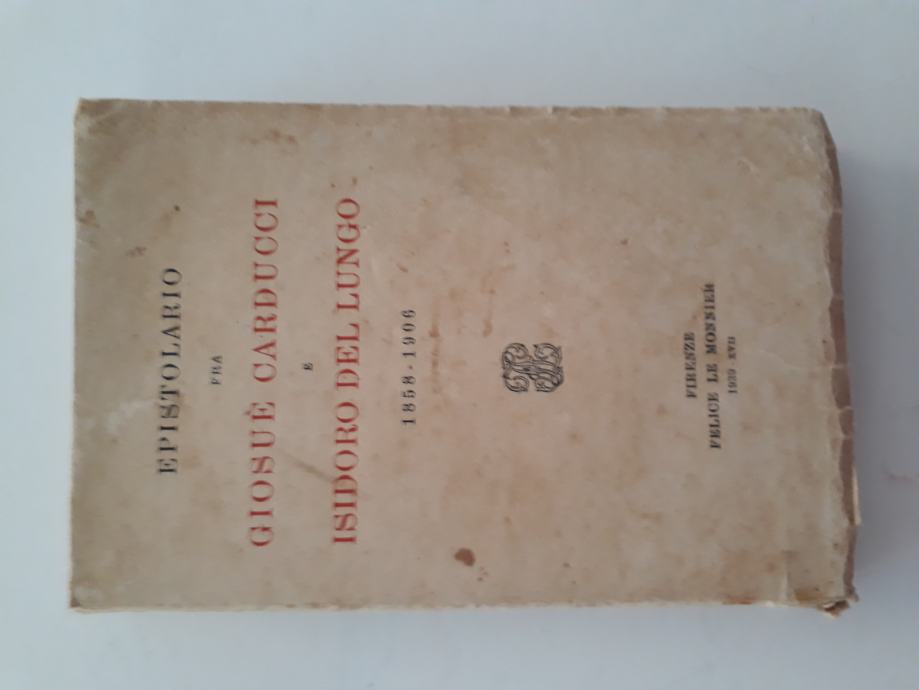 EPISTOLARIO
FRA
GIOSUÈ CARDUCCI
E
ISIDORO DEL LUNGO
1858 - 1906
FIRENZE
FELICE LE MONNIER
1939 - XVII